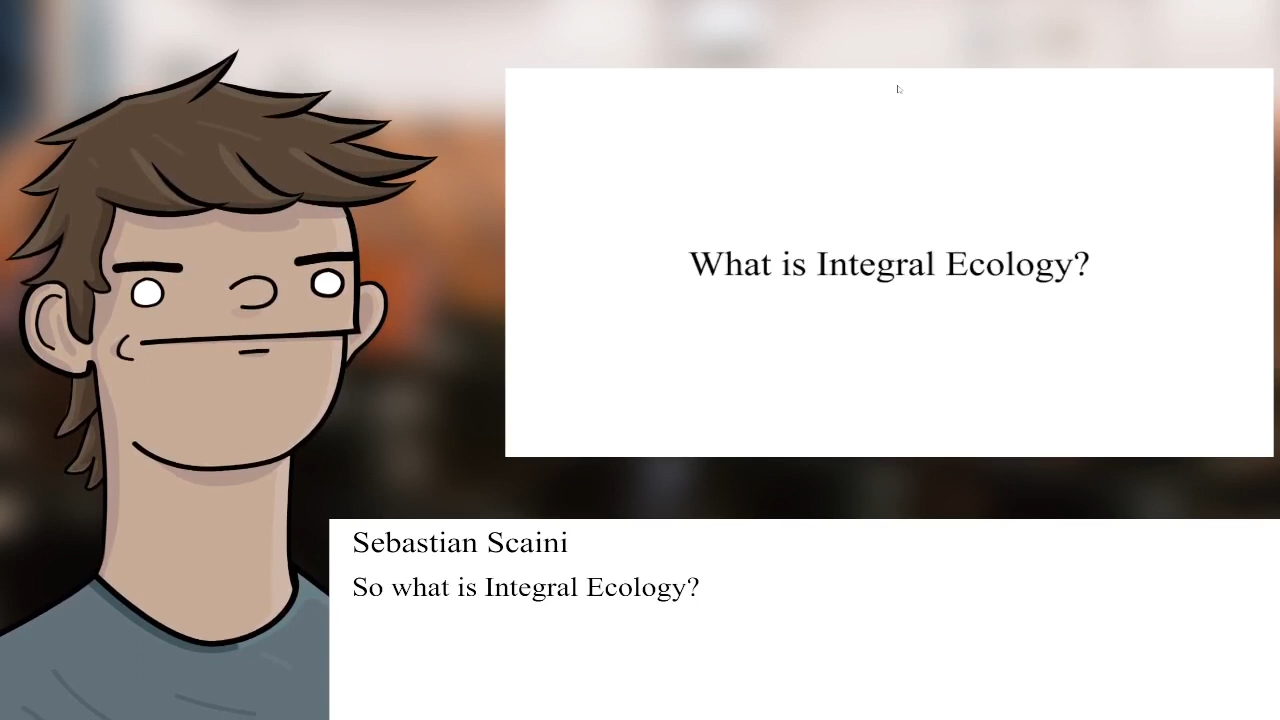 What is Integral Ecology?
Sebastian Scaini
So what is Integral Ecology?